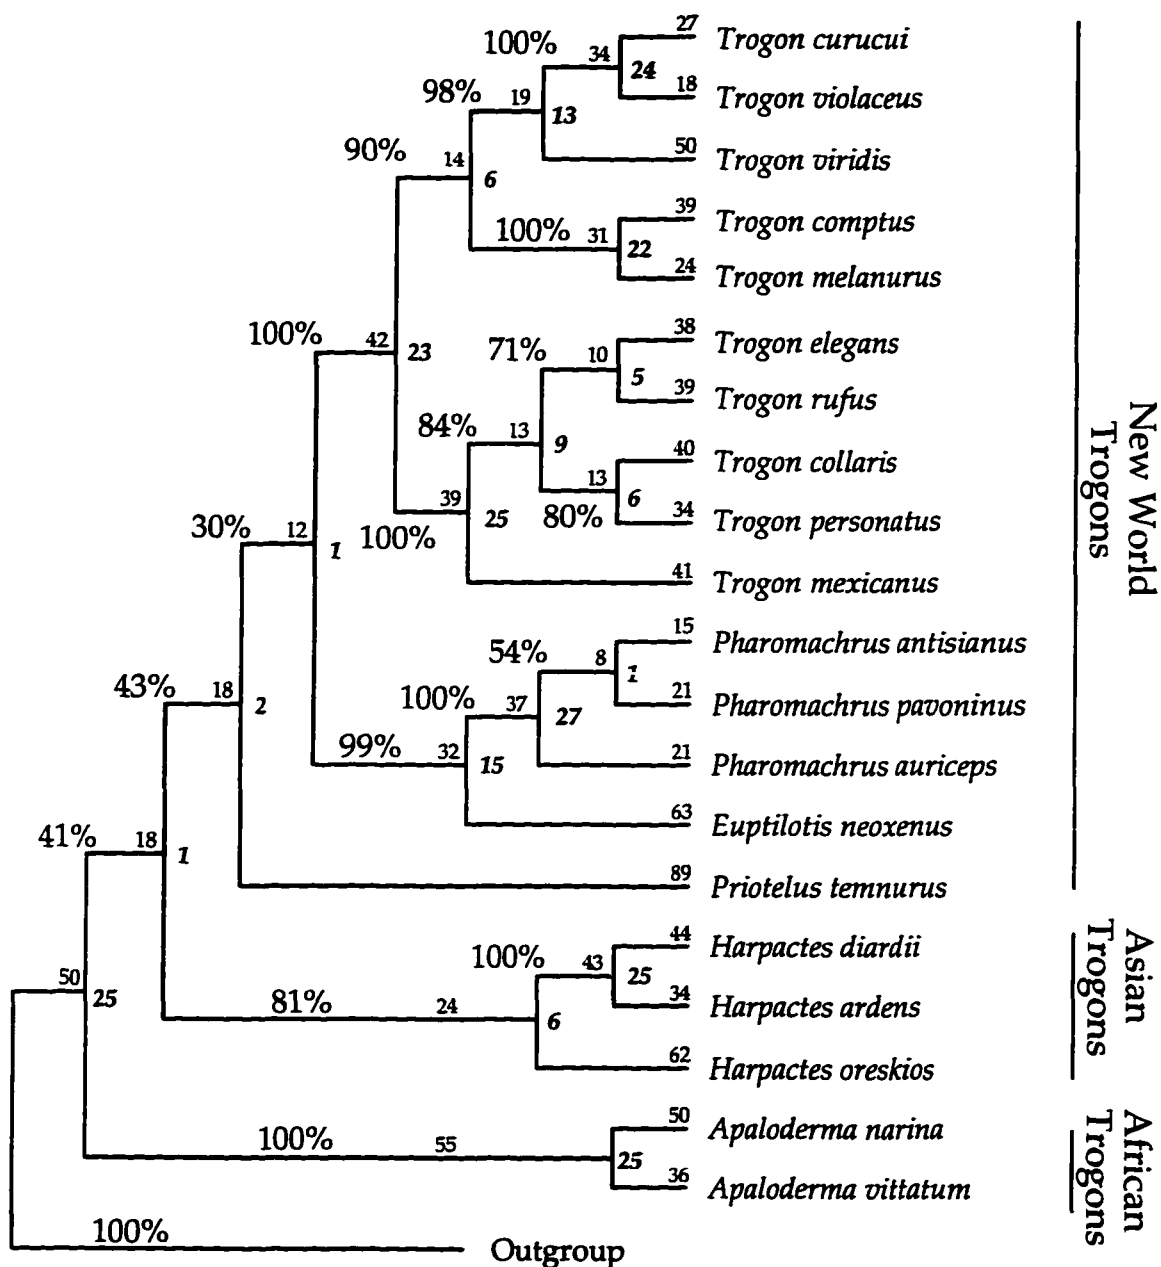 27
100%
34
Trogon curucui
24
98%
19
18
Trogon violaceus
13
90%
14
50
Trogon viridis
6
39
Trogon comptus
100%
31
22
24
Trogon melanurus
100%
42
23
38
Trogon elegans
71%
10
5
39
Trogon rufus
84%
13
9
40
Trogon collaris
13
6
80%
39
25
34
Trogon personatus
100%
30%
12
1
41
Trogon mexicanus
15
Pharomachrus antisianus
54%
8
1
43%
18
2
100%
37
27
21
Pharomachrus pavoninus
99%
32
15
21
Pharomachrus auriceps
63
Euptilotis neoxenus
41%
18
1
89
Priotelus temnurus
44
Harpactes diardii
100%
43
25
50
25
34
Harpactes ardens
81%
24
6
62
Harpactes oreskios
50
Apaloderma narina
100%
55
25
36
Apaloderma vittatum
100%
Outgroup
New World
Trogons
Asian
Trogons
African
Trogons